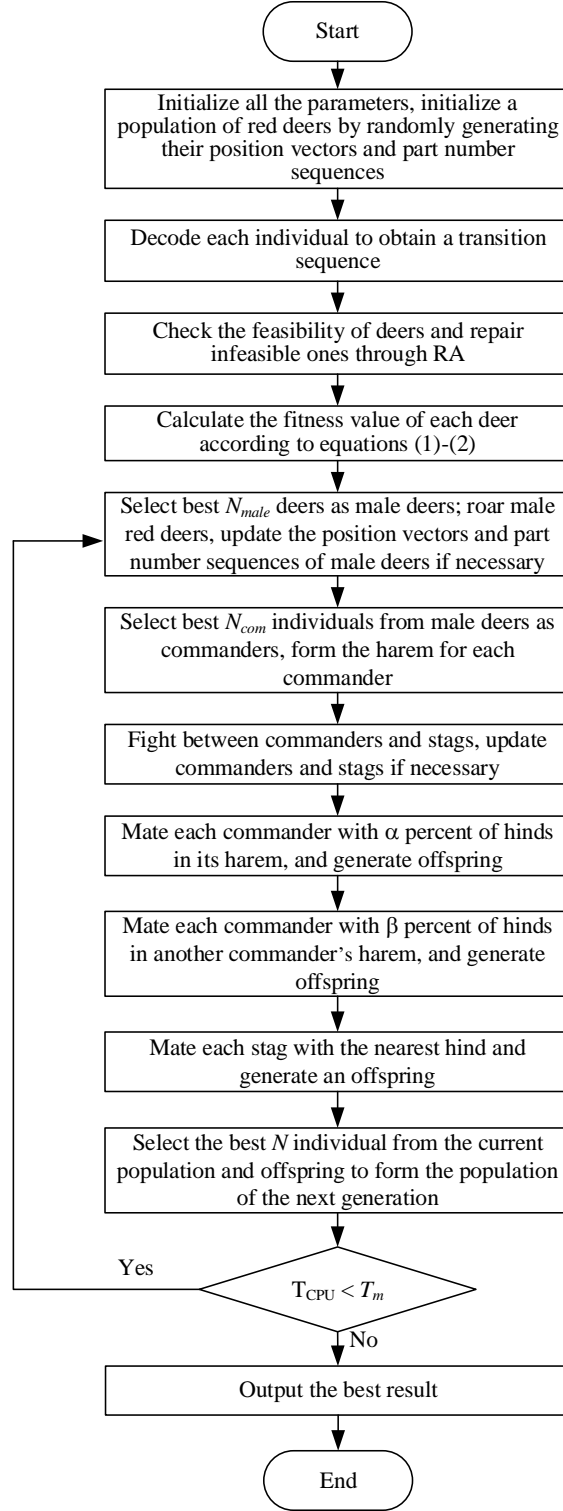 Start
Initialize all the parameters, initialize a
population of red deers by randomly generating
their position vectors and part number
sequences
Decode each individual to obtain a transition
sequence
Check the feasibility of deers and repair
infeasible ones through RA
Calculate the fitness value of each deer
according to equations (1)-(2)
Select best N_male deers as male deers; roar male
red deers, update the position vectors and part
number sequences of male deers if necessary
Select best N_com individuals from male deers as
commanders, form the harem for each
commander
Fight between commanders and stags, update
commanders and stags if necessary
Mate each commander with α percent of hinds
in its harem, and generate offspring
Mate each commander with β percent of hinds
in another commander's harem, and generate
offspring
Mate each stag with the nearest hind and
generate an offspring
Select the best N individual from the current
population and offspring to form the population
of the next generation
Yes
T_CPU < T_m
No
Output the best result
End